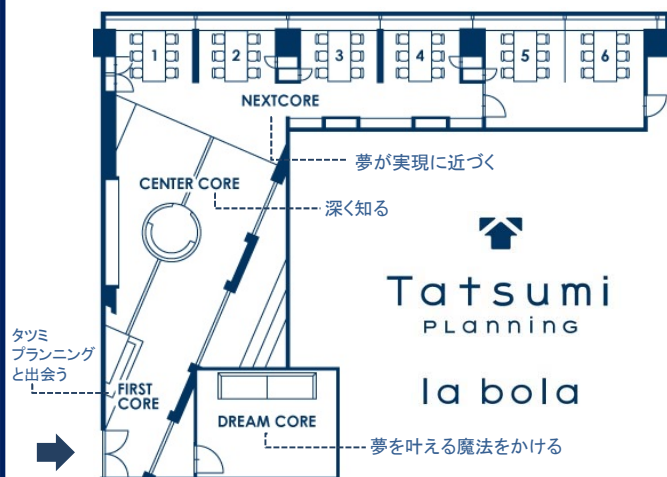 1
2
3
4
5
6
NEXTCORE
夢が実現に近づく
CENTER CORE
深く知る
Tatsumi
PLanning
la bola
タツミ
プランニング
と出会う
FIRST
CORE
DREAM CORE
夢を叶える魔法をかける